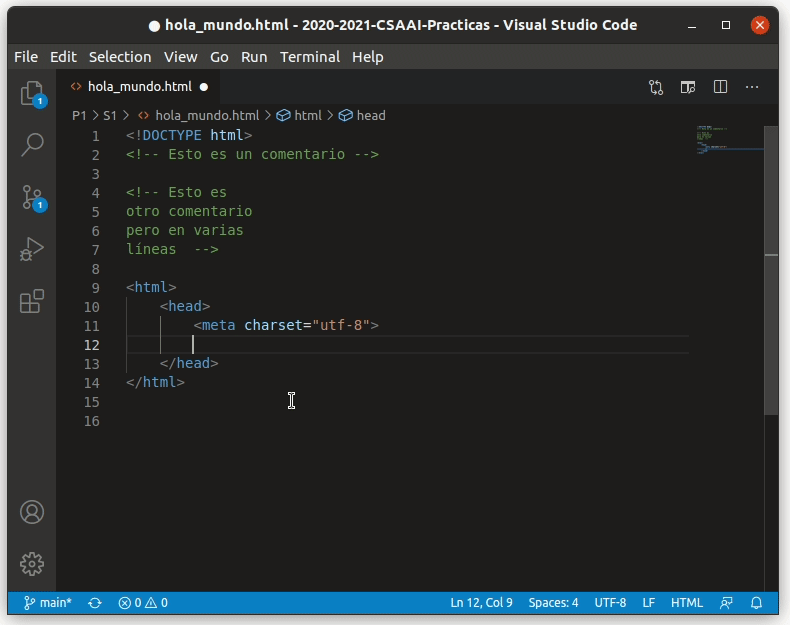 ● hola_mundo.html - 2020-2021-CSAAI-Practicas - Visual Studio Code
File Edit Selection View Go Run Terminal Help
<> hola_mundo.html ●
P1 > S1 > <> hola_mundo.html > html > head
1 <!DOCTYPE html>
2 <!-- Esto es un comentario -->
3
4 <!-- Esto es
5 otro comentario
6 pero en varias
7 líneas  -->
8
9 <html>
10     <head>
11         <meta charset="utf-8">
12
13     </head>
14 </html>
15
16
1
1
main* 0 0 Ln 12, Col 9 Spaces: 4 UTF-8 LF HTML